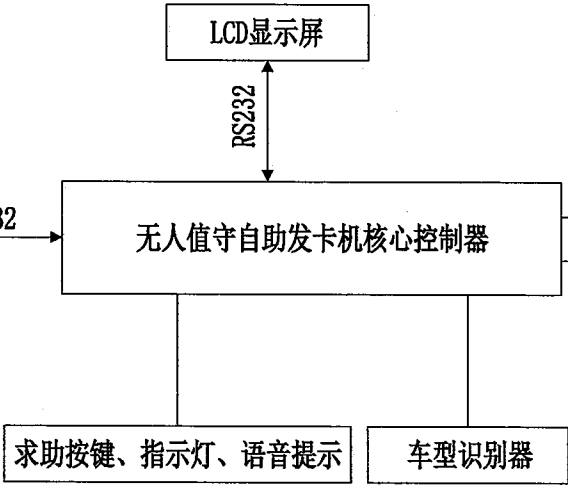 LCD显示屏
RS232
32
无人值守自助发卡机核心控制器
求助按键、指示灯、语音提示
车型识别器